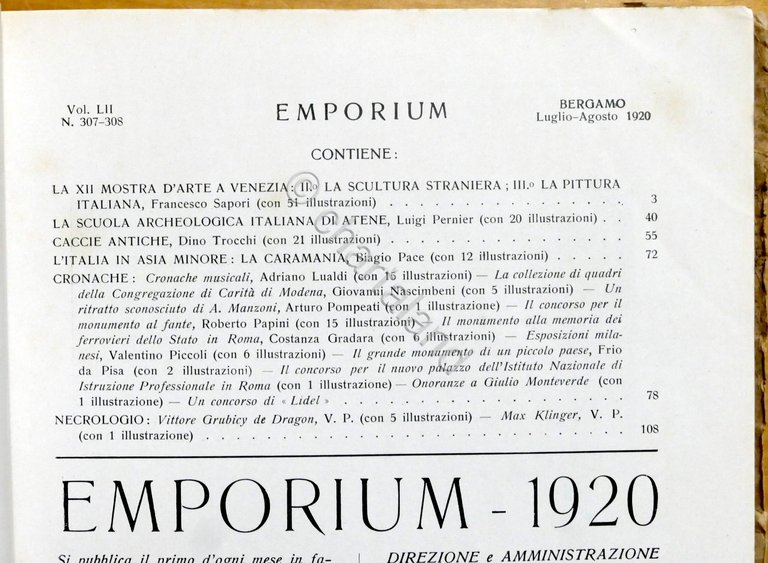 Vol. LII
N. 307-308
EMPORIUM
BERGAMO
Luglio-Agosto 1920
CONTIENE:
LA XII MOSTRA D'ARTE A VENEZIA: II.º LA SCULTURA STRANIERA; III.º LA PITTURA
ITALIANA, Francesco Sapori (con 51 illustrazioni) . . . . . . . . . . . . . . 3
LA SCUOLA ARCHEOLOGICA ITALIANA DI ATENE, Luigi Pernier (con 20 illustrazioni) . . 40
CACCIE ANTICHE, Dino Trocchi (con 21 illustrazioni) . . . . . . . . . . . . . . 55
L'ITALIA IN ASIA MINORE: LA CARAMANIA, Biagio Pace (con 12 illustrazioni) . . . . . 72
CRONACHE: Cronache musicali, Adriano Lualdi (con 15 illustrazioni) — La collezione di quadri
della Congregazione di Carità di Modena, Giovanni Nascimbeni (con 5 illustrazioni) — Un
ritratto sconosciuto di A. Manzoni, Arturo Pompeati (con 1 illustrazione) — Il concorso per il
monumento al fante, Roberto Papini (con 15 illustrazioni) — Il monumento alla memoria dei
ferrovieri dello Stato in Roma, Costanza Gradara (con 6 illustrazioni) — Esposizioni mila-
nesi, Valentino Piccoli (con 6 illustrazioni) — Il grande monumento di un piccolo paese, Frio
da Pisa (con 2 illustrazioni) — Il concorso per il nuovo palazzo dell'Istituto Nazionale di
Istruzione Professionale in Roma (con 1 illustrazione) — Onoranze a Giulio Monteverde (con
1 illustrazione) — Un concorso di « Lidel » . . . . . . . . . . . . . . . . . 78
NECROLOGIO: Vittore Grubicy de Dragon, V. P. (con 5 illustrazioni) — Max Klinger, V. P.
(con 1 illustrazione) . . . . . . . . . . . . . . . . . . . . . . . . . 108
EMPORIUM - 1920
Si pubblica il primo d'ogni mese in fa-
DIREZIONE e AMMINISTRAZIONE
© chartaland